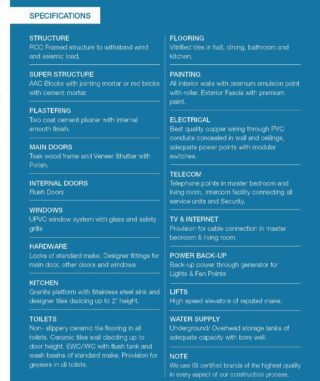 SPECIFICATIONS
STRUCTURE
RCC Framed structure to withstand wind
and seismic load.
SUPER STRUCTURE
AAC Blocks with jointing mortar or red bricks
with cement mortar.
PLASTERING
Two coat cement plaster with internal
smooth finish.
MAIN DOORS
Teak wood frame and Veneer Shutter with
Polish.
INTERNAL DOORS
Flush Doors
WINDOWS
UPVC window system with glass and safety
grills
HARDWARE
Locks of standard make. Designer fittings for
main door, other doors and windows
KITCHEN
Granite platform with Stainless steel sink and
designer tiles dadoing up to 2' height.
TOILETS
Non- slippery ceramic tile flooring in all
toilets. Ceramic tiles wall cladding up to
door height. EWC/WC with flush tank and
wash basins of standard make. Provision for
geysers in all toilets.
FLOORING
Vitrified tiles in hall, dining, bathroom and
kitchen.
PAINTING
All interior walls with premium emulsion paint
with roller. Exterior Fascia with premium
paint.
ELECTRICAL
Best quality copper wiring through PVC
conduits concealed in wall and ceilings,
adequate power points with modular
switches.
TELECOM
Telephone points in master bedroom and
living room, intercom facility connecting all
service units and Security.
TV & INTERNET
Provision for cable connection in master
bedroom & living room.
POWER BACK-UP
Back-up power through generator for
Lights & Fan Points
LIFTS
High speed elevators of reputed make.
WATER SUPPLY
Underground/ Overhead storage tanks of
adequate capacity with bore well.
NOTE
We use ISI certified brands of the highest quality
in every aspect of our construction process.